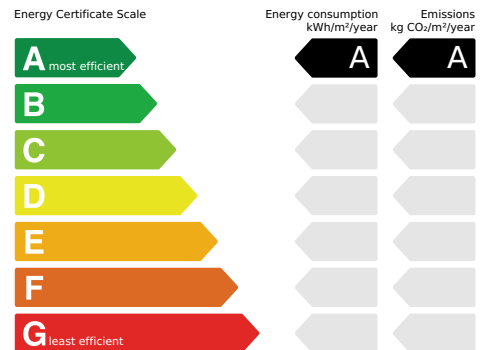 Energy Certificate Scale
Energy consumption
kWh/m²/year
Emissions
kg CO₂/m²/year
A most efficient
A
A
B
C
D
E
F
G least efficient